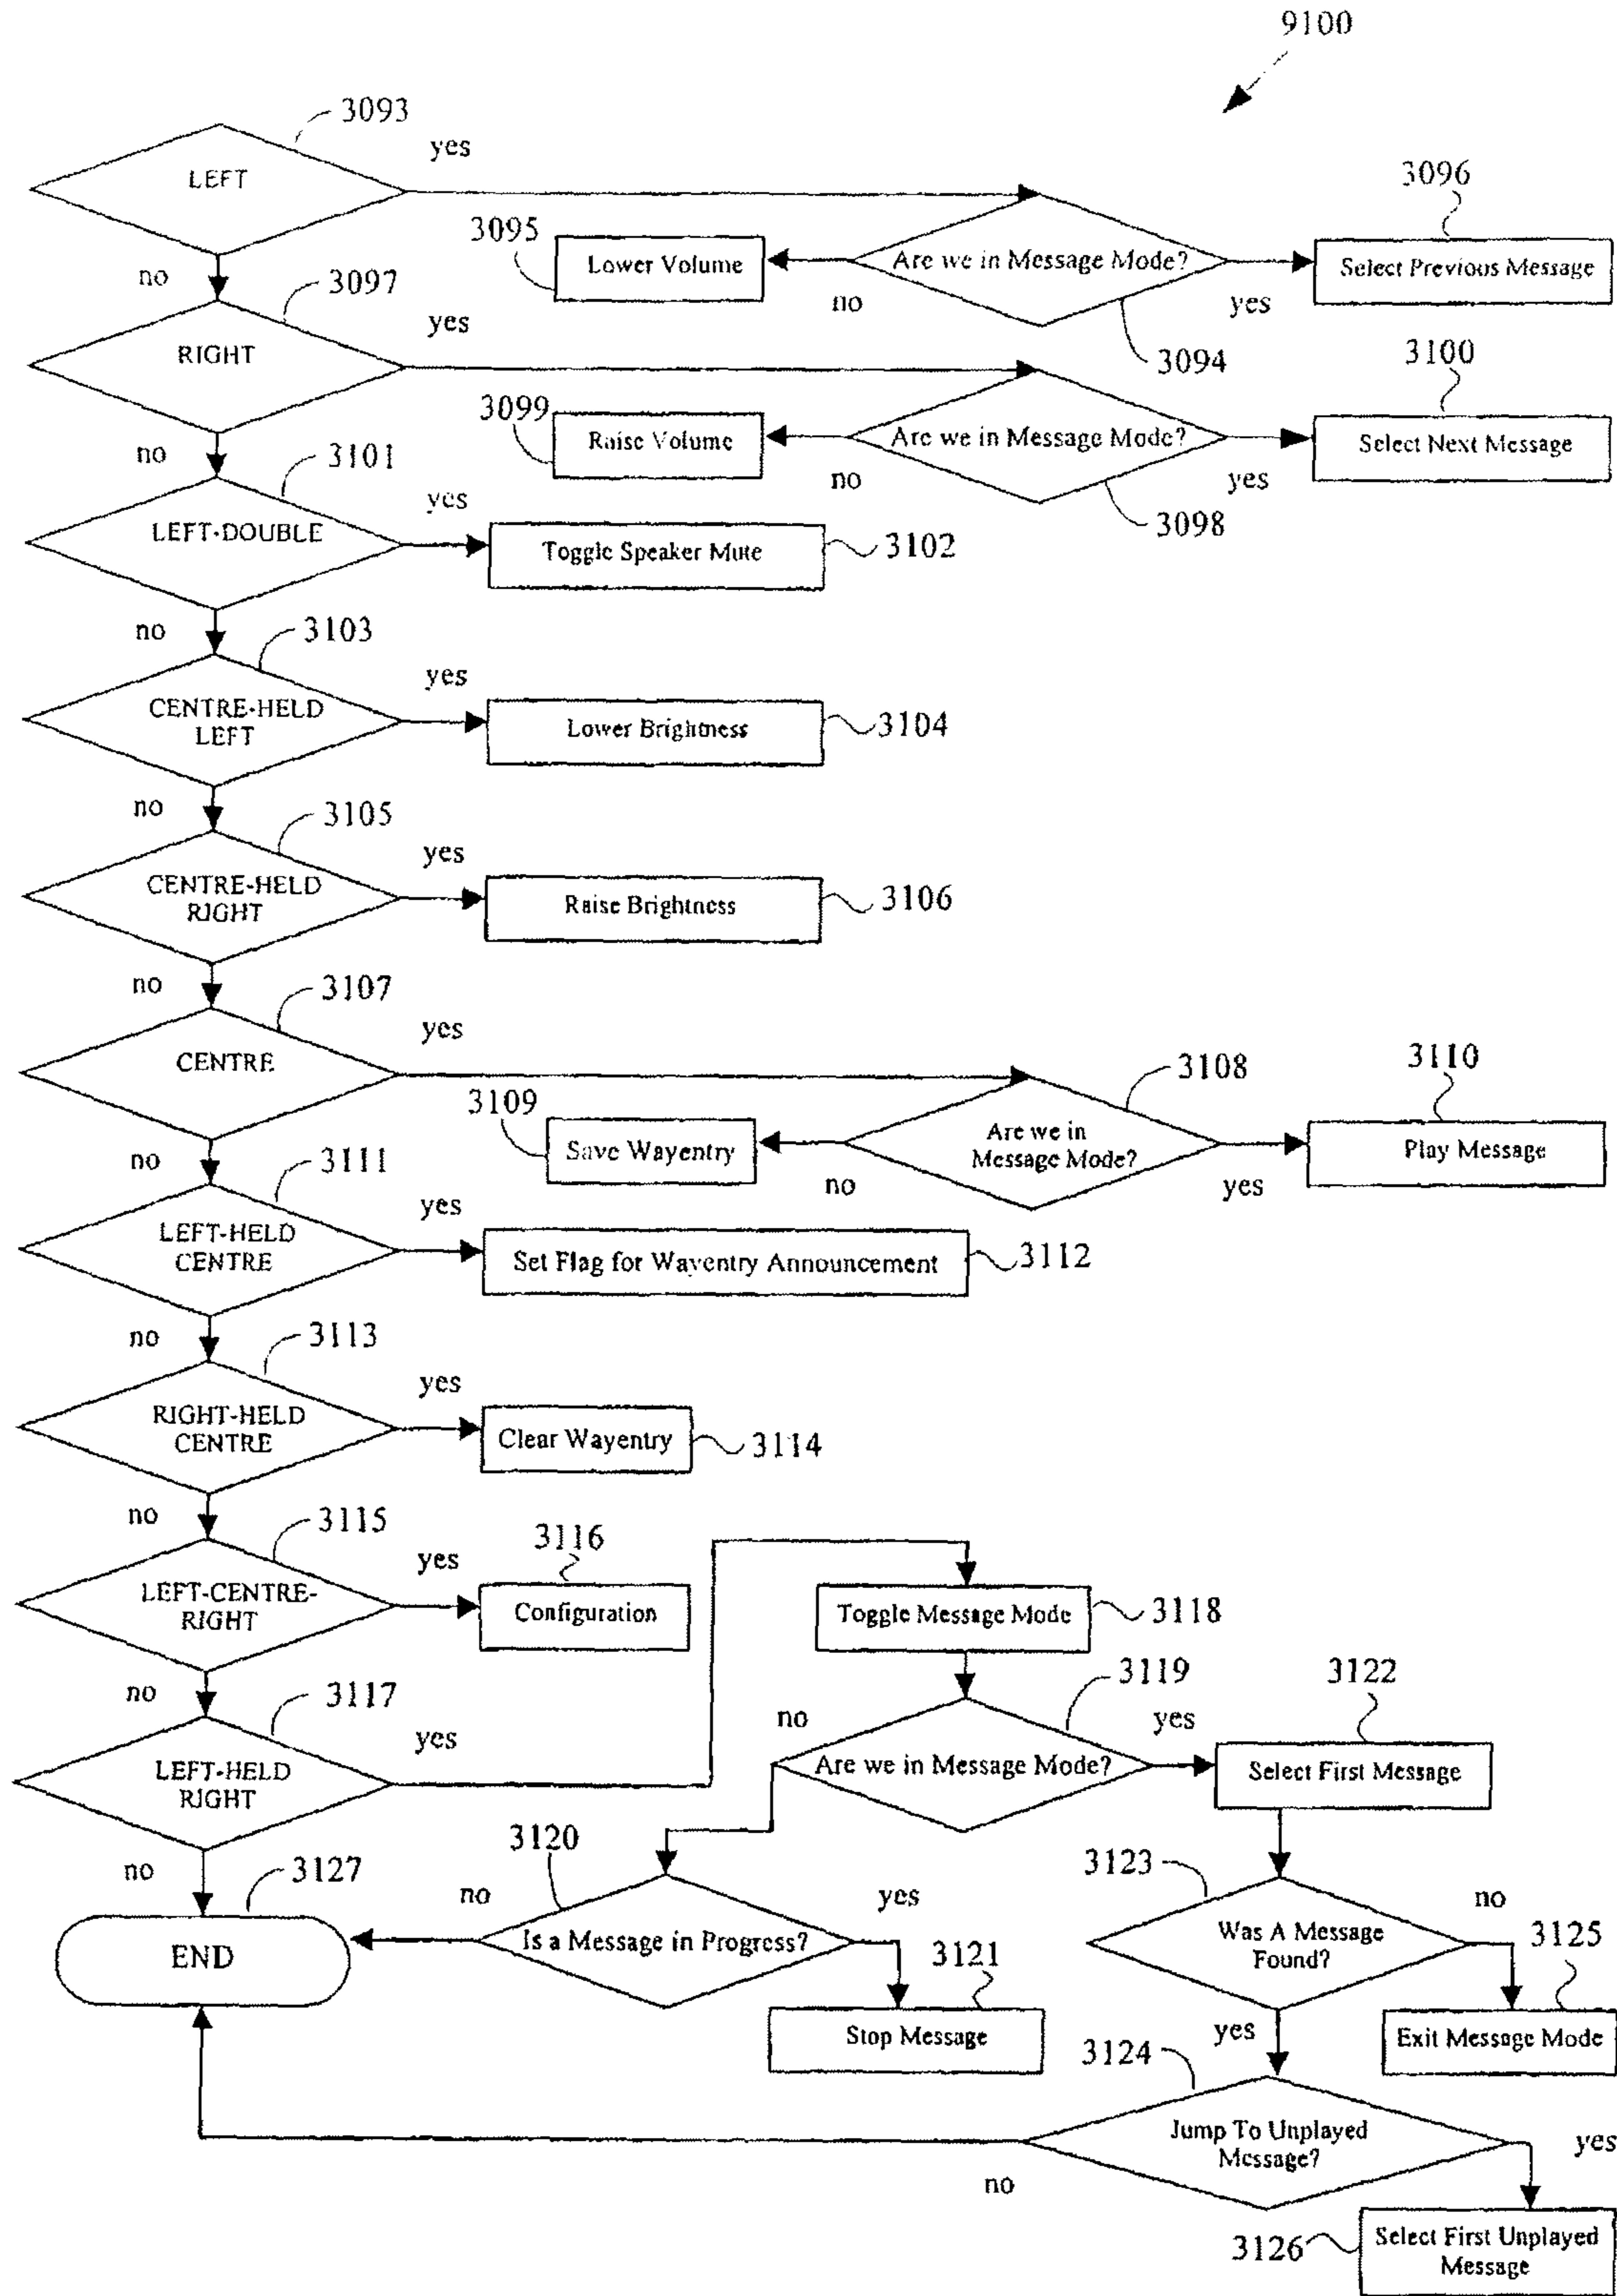 9100
3093
yes
LEFT
3096
3095
Lower Volume
Are we in Message Mode?
Select Previous Message
no
3097
no
yes
yes
RIGHT
3094
3100
3099
Raise Volume
Are we in Message Mode?
Select Next Message
no
3101
no
yes
yes
3098
LEFT-DOUBLE
Toggle Speaker Mute
3102
no
3103
yes
CENTRE-HELD
LEFT
Lower Brightness
3104
no
3105
yes
CENTRE-HELD
RIGHT
Raise Brightness
3106
no
3107
yes
CENTRE
3108
3110
3109
Save Wayentry
Are we in
Message Mode?
Play Message
no
3111
no
yes
yes
LEFT-HELD
CENTRE
Set Flag for Wayentry Announcement
3112
no
3113
yes
RIGHT-HELD
CENTRE
Clear Wayentry
3114
no
3115
yes
3116
LEFT-CENTRE-
RIGHT
Configuration
Toggle Message Mode
3118
no
3117
yes
no
3119
yes
3122
LEFT-HELD
RIGHT
Are we in Message Mode?
Select First Message
no
3127
3120
no
yes
3123
no
END
Is a Message in Progress?
Was A Message
Found?
3121
3125
Stop Message
yes
Exit Message Mode
3124
Jump To Unplayed
Message?
yes
no
3126
Select First Unplayed
Message